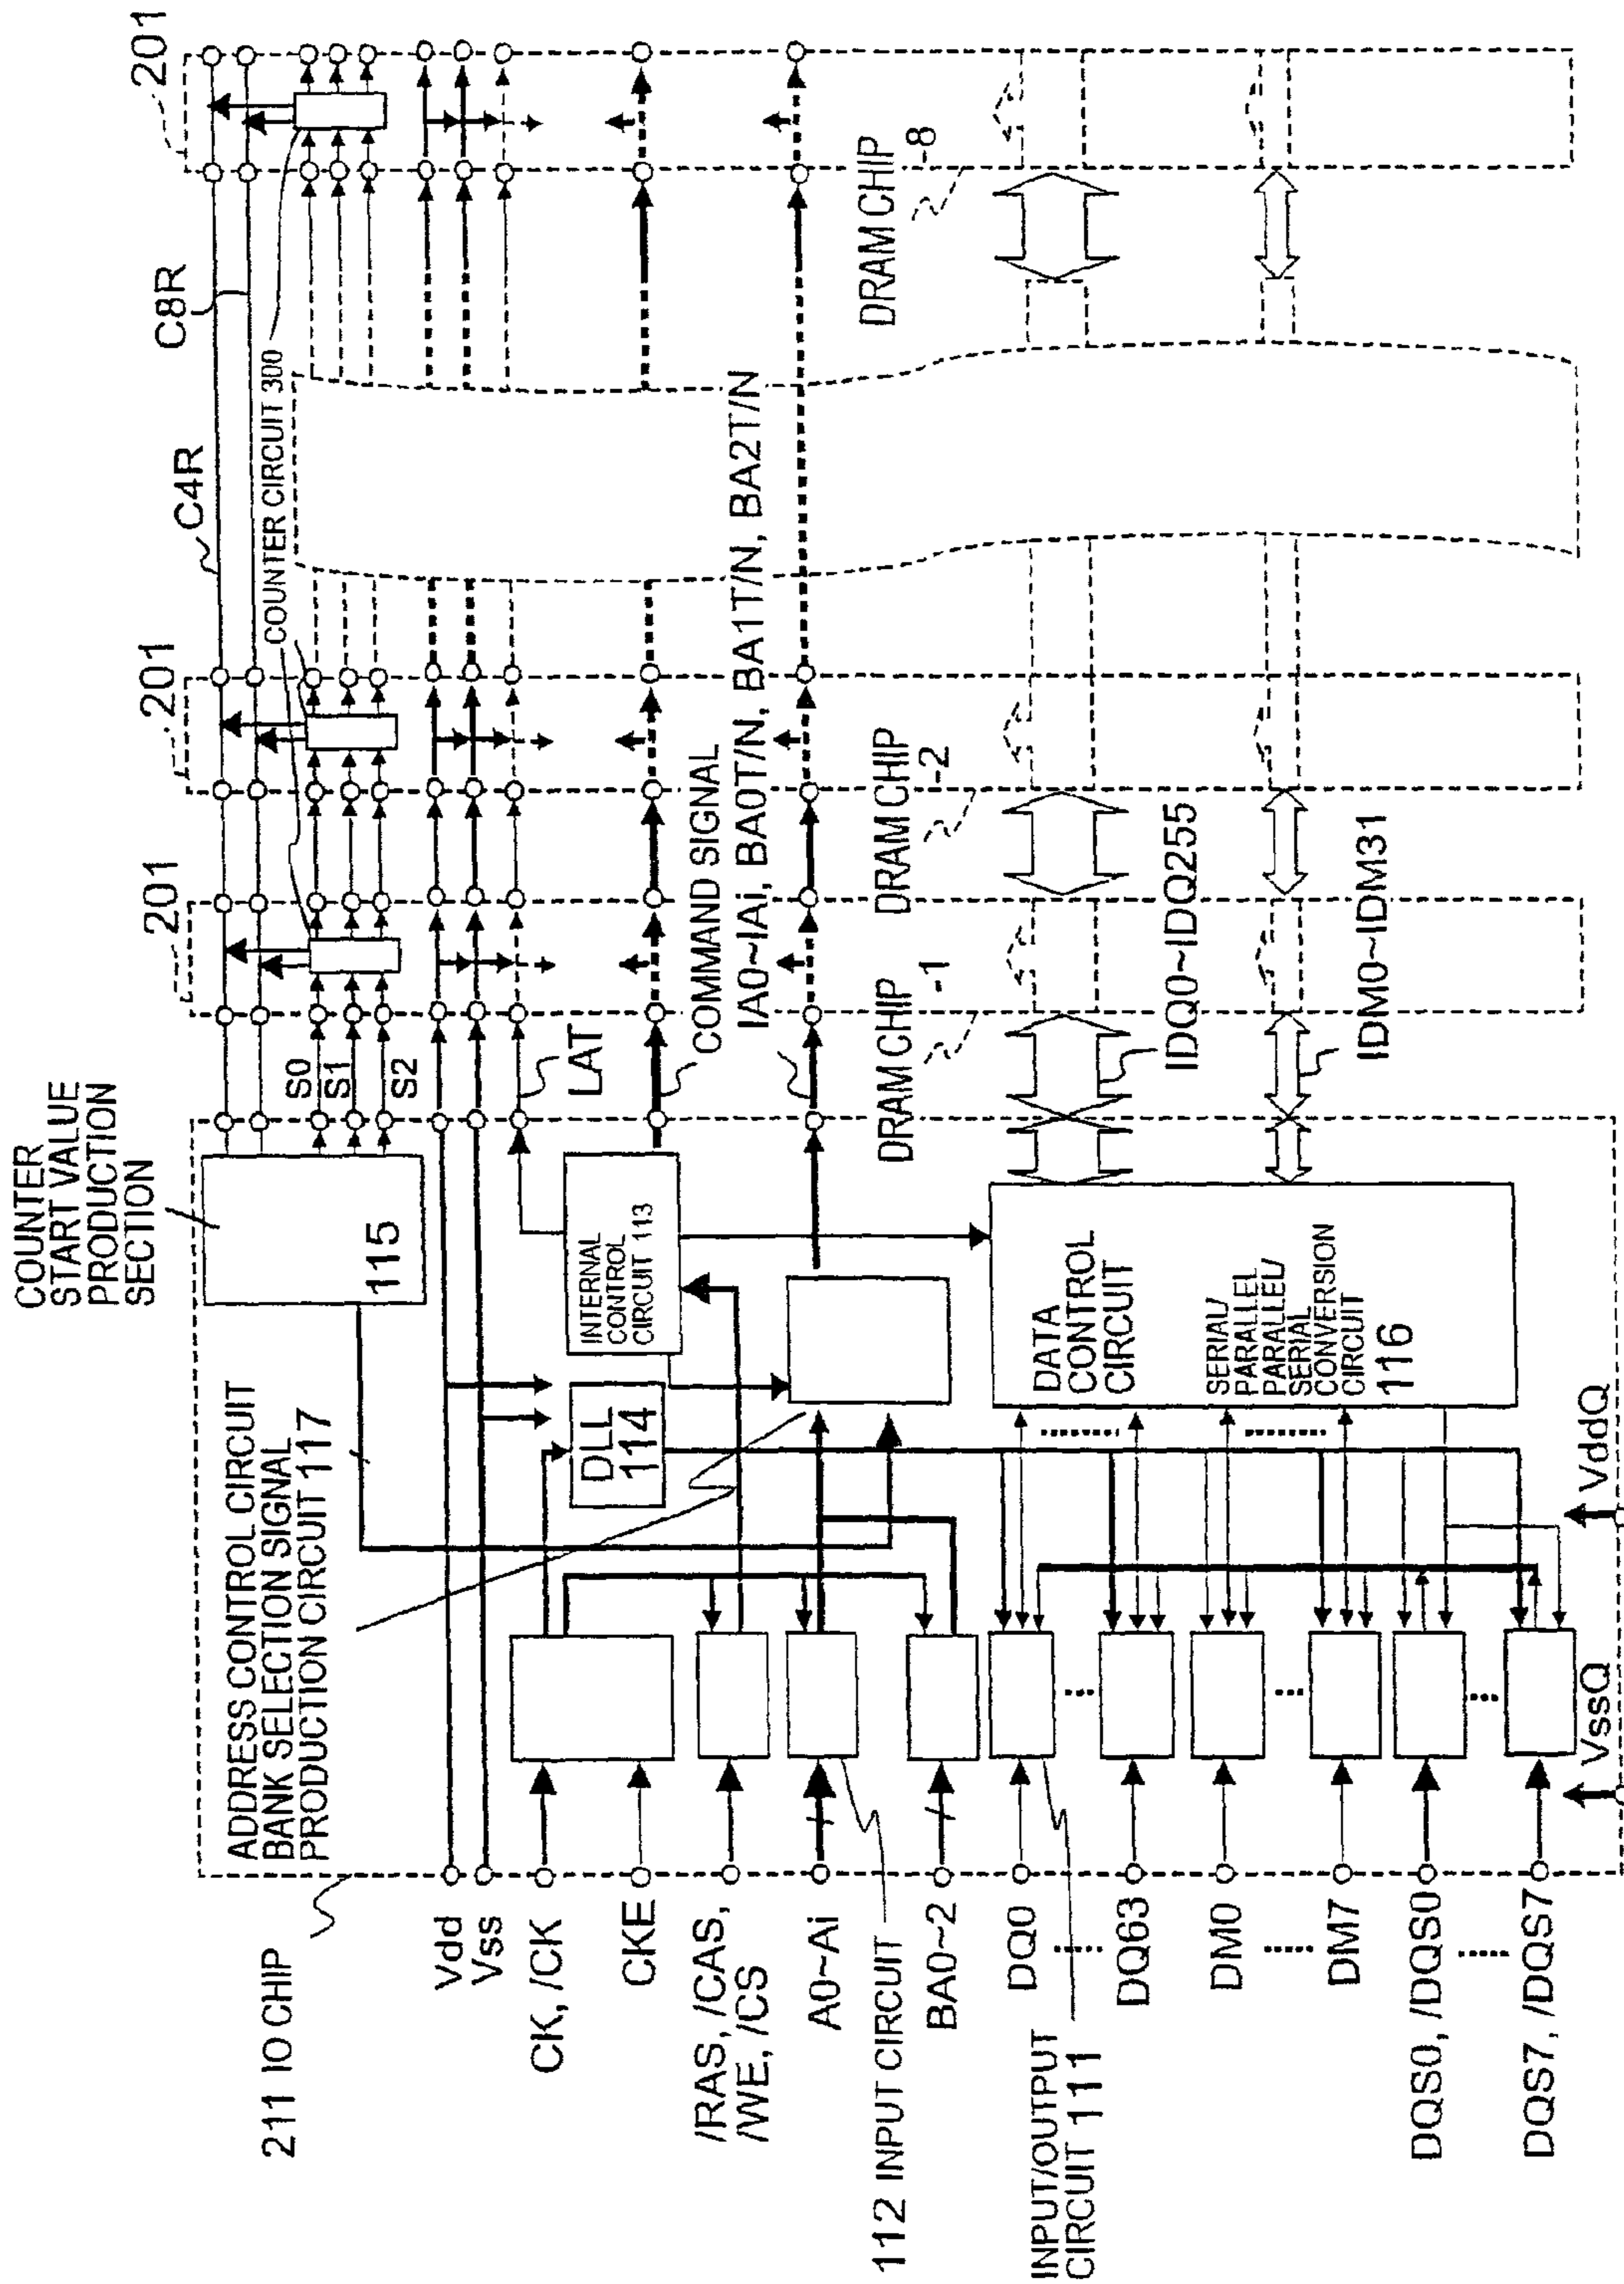 COUNTER
START VALUE
PRODUCTION
SECTION
115
ADDRESS CONTROL CIRCUIT
BANK SELECTION SIGNAL
PRODUCTION CIRCUIT 117
211 IO CHIP
Vdd
Vss
CK, /CK
CKE
/RAS, /CAS,
/WE, /CS
A0~Ai
112 INPUT CIRCUIT
BA0~2
INPUT/OUTPUT
CIRCUIT 111
DQ0
DQ63
DM0
DM7
DQS0, /DQS0
DQS7, /DQS7
VssQ
VddQ
DLL
114
INTERNAL
CONTROL
CIRCUIT 113
DATA
CONTROL
CIRCUIT
SERIAL/
PARALLEL
PARALLEL/
SERIAL
CONVERSION
CIRCUIT
116
S0
S1
S2
LAT
COMMAND SIGNAL
IA0~IAi, BA0T/N, BA1T/N, BA2T/N
DRAM CHIP
-1
DRAM CHIP
-2
DRAM CHIP
-8
IDQ0~IDQ255
IDM0~IDM31
201
201
201
COUNTER CIRCUIT 300
C4R
C8R